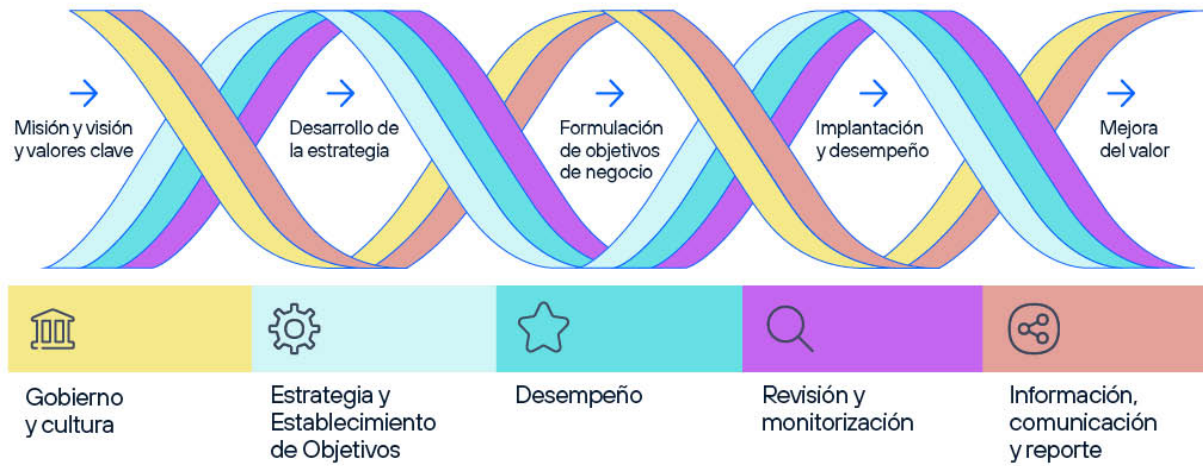 Misión y visión
y valores clave
Desarrollo de
la estrategia
Formulación
de objetivos
de negocio
Implantación
y desempeño
Mejora
del valor
Gobierno
y cultura
Estrategia y
Establecimiento
de Objetivos
Desempeño
Revisión y
monitorización
Información,
comunicación
y reporte